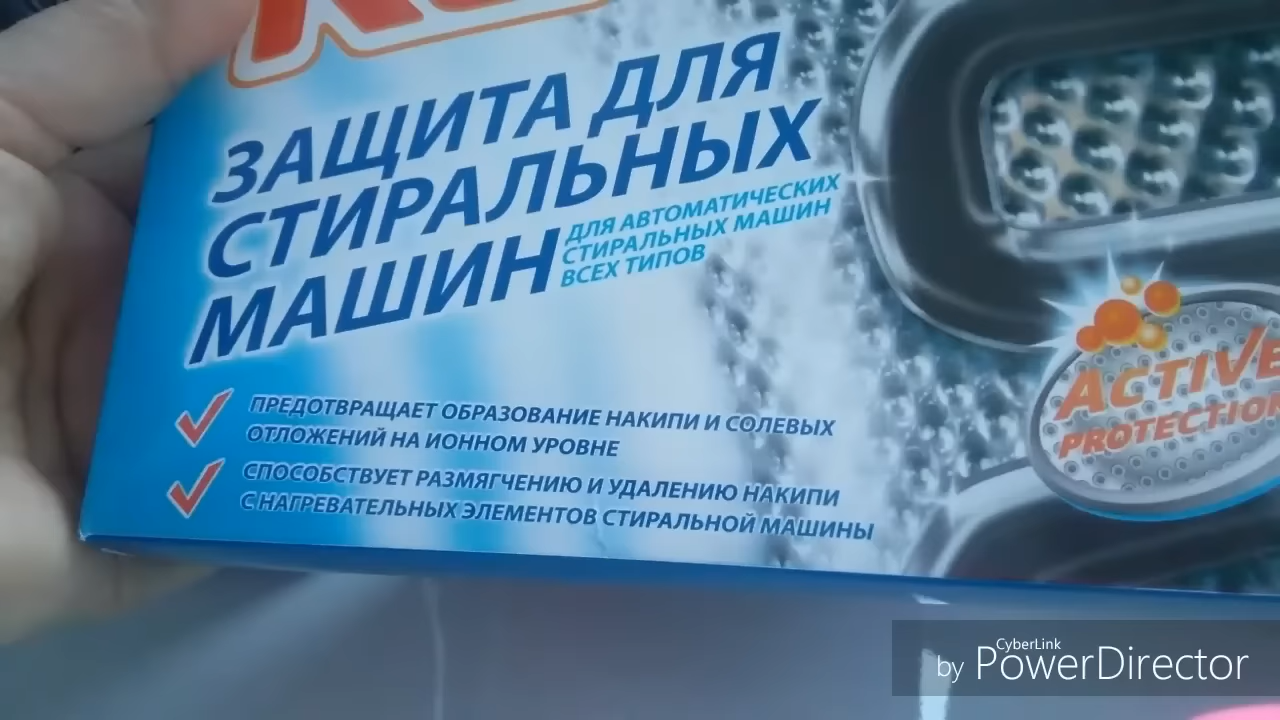 ЗАЩИТА ДЛЯ
СТИРАЛЬНЫХ
МАШИН
ДЛЯ АВТОМАТИЧЕСКИХ
СТИРАЛЬНЫХ МАШИН
ВСЕХ ТИПОВ
ПРЕДОТВРАЩАЕТ ОБРАЗОВАНИЕ НАКИПИ И СОЛЕВЫХ
ОТЛОЖЕНИЙ НА ИОННОМ УРОВНЕ
СПОСОБСТВУЕТ РАЗМЯГЧЕНИЮ И УДАЛЕНИЮ НАКИПИ
С НАГРЕВАТЕЛЬНЫХ ЭЛЕМЕНТОВ СТИРАЛЬНОЙ МАШИНЫ
ACTIVE
PROTECTION
CyberLink
by PowerDirector